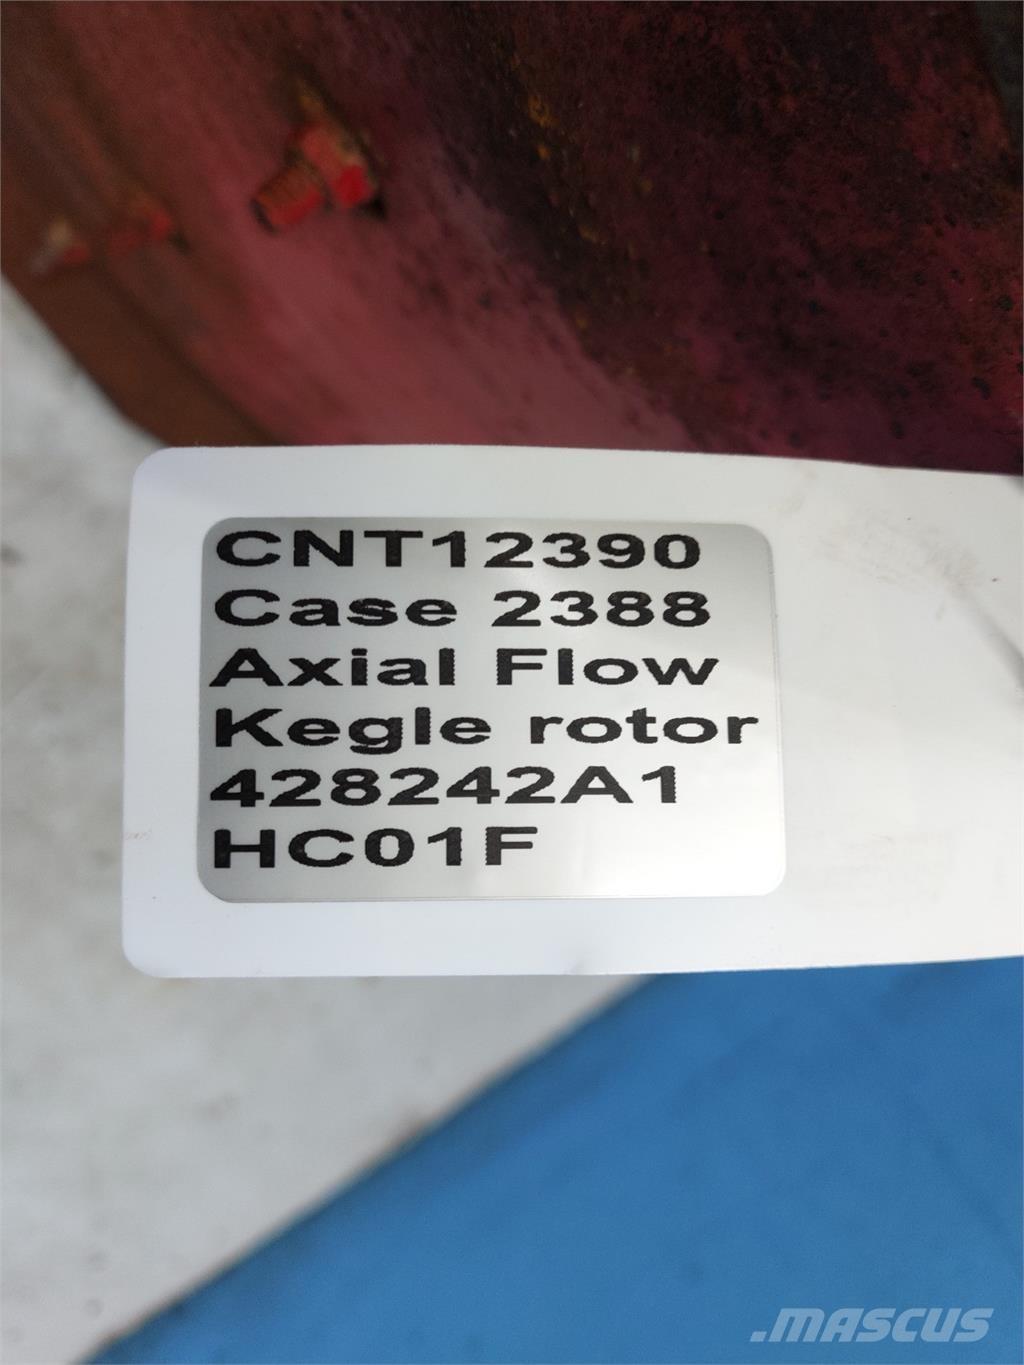 CNT12390
Case 2388
Axial Flow
Kegle rotor
428242A1
HC01F
.MASCUS